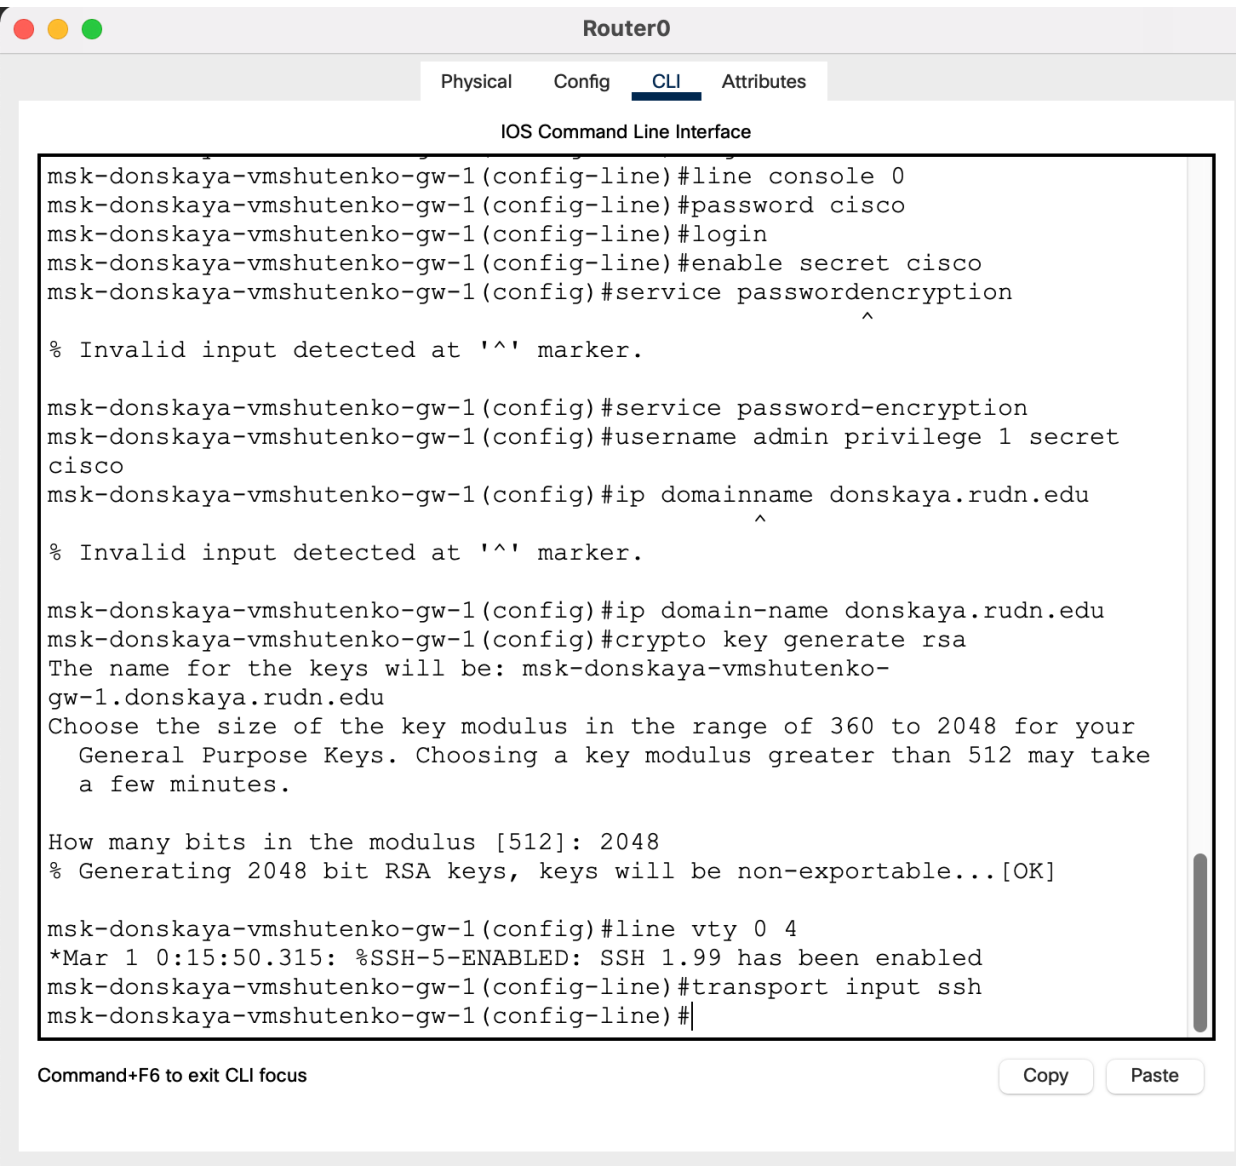 Router0
Physical Config CLI Attributes
IOS Command Line Interface
msk-donskaya-vmshutenko-gw-1(config-line)#line console 0
msk-donskaya-vmshutenko-gw-1(config-line)#password cisco
msk-donskaya-vmshutenko-gw-1(config-line)#login
msk-donskaya-vmshutenko-gw-1(config-line)#enable secret cisco
msk-donskaya-vmshutenko-gw-1(config)#service passwordencryption
^
% Invalid input detected at '^' marker.
msk-donskaya-vmshutenko-gw-1(config)#service password-encryption
msk-donskaya-vmshutenko-gw-1(config)#username admin privilege 1 secret
cisco
msk-donskaya-vmshutenko-gw-1(config)#ip domainname donskaya.rudn.edu
^
% Invalid input detected at '^' marker.
msk-donskaya-vmshutenko-gw-1(config)#ip domain-name donskaya.rudn.edu
msk-donskaya-vmshutenko-gw-1(config)#crypto key generate rsa
The name for the keys will be: msk-donskaya-vmshutenko-
gw-1.donskaya.rudn.edu
Choose the size of the key modulus in the range of 360 to 2048 for your
General Purpose Keys. Choosing a key modulus greater than 512 may take
a few minutes.
How many bits in the modulus [512]: 2048
% Generating 2048 bit RSA keys, keys will be non-exportable...[OK]
msk-donskaya-vmshutenko-gw-1(config)#line vty 0 4
*Mar 1 0:15:50.315: %SSH-5-ENABLED: SSH 1.99 has been enabled
msk-donskaya-vmshutenko-gw-1(config-line)#transport input ssh
msk-donskaya-vmshutenko-gw-1(config-line)#
Command+F6 to exit CLI focus
Copy Paste